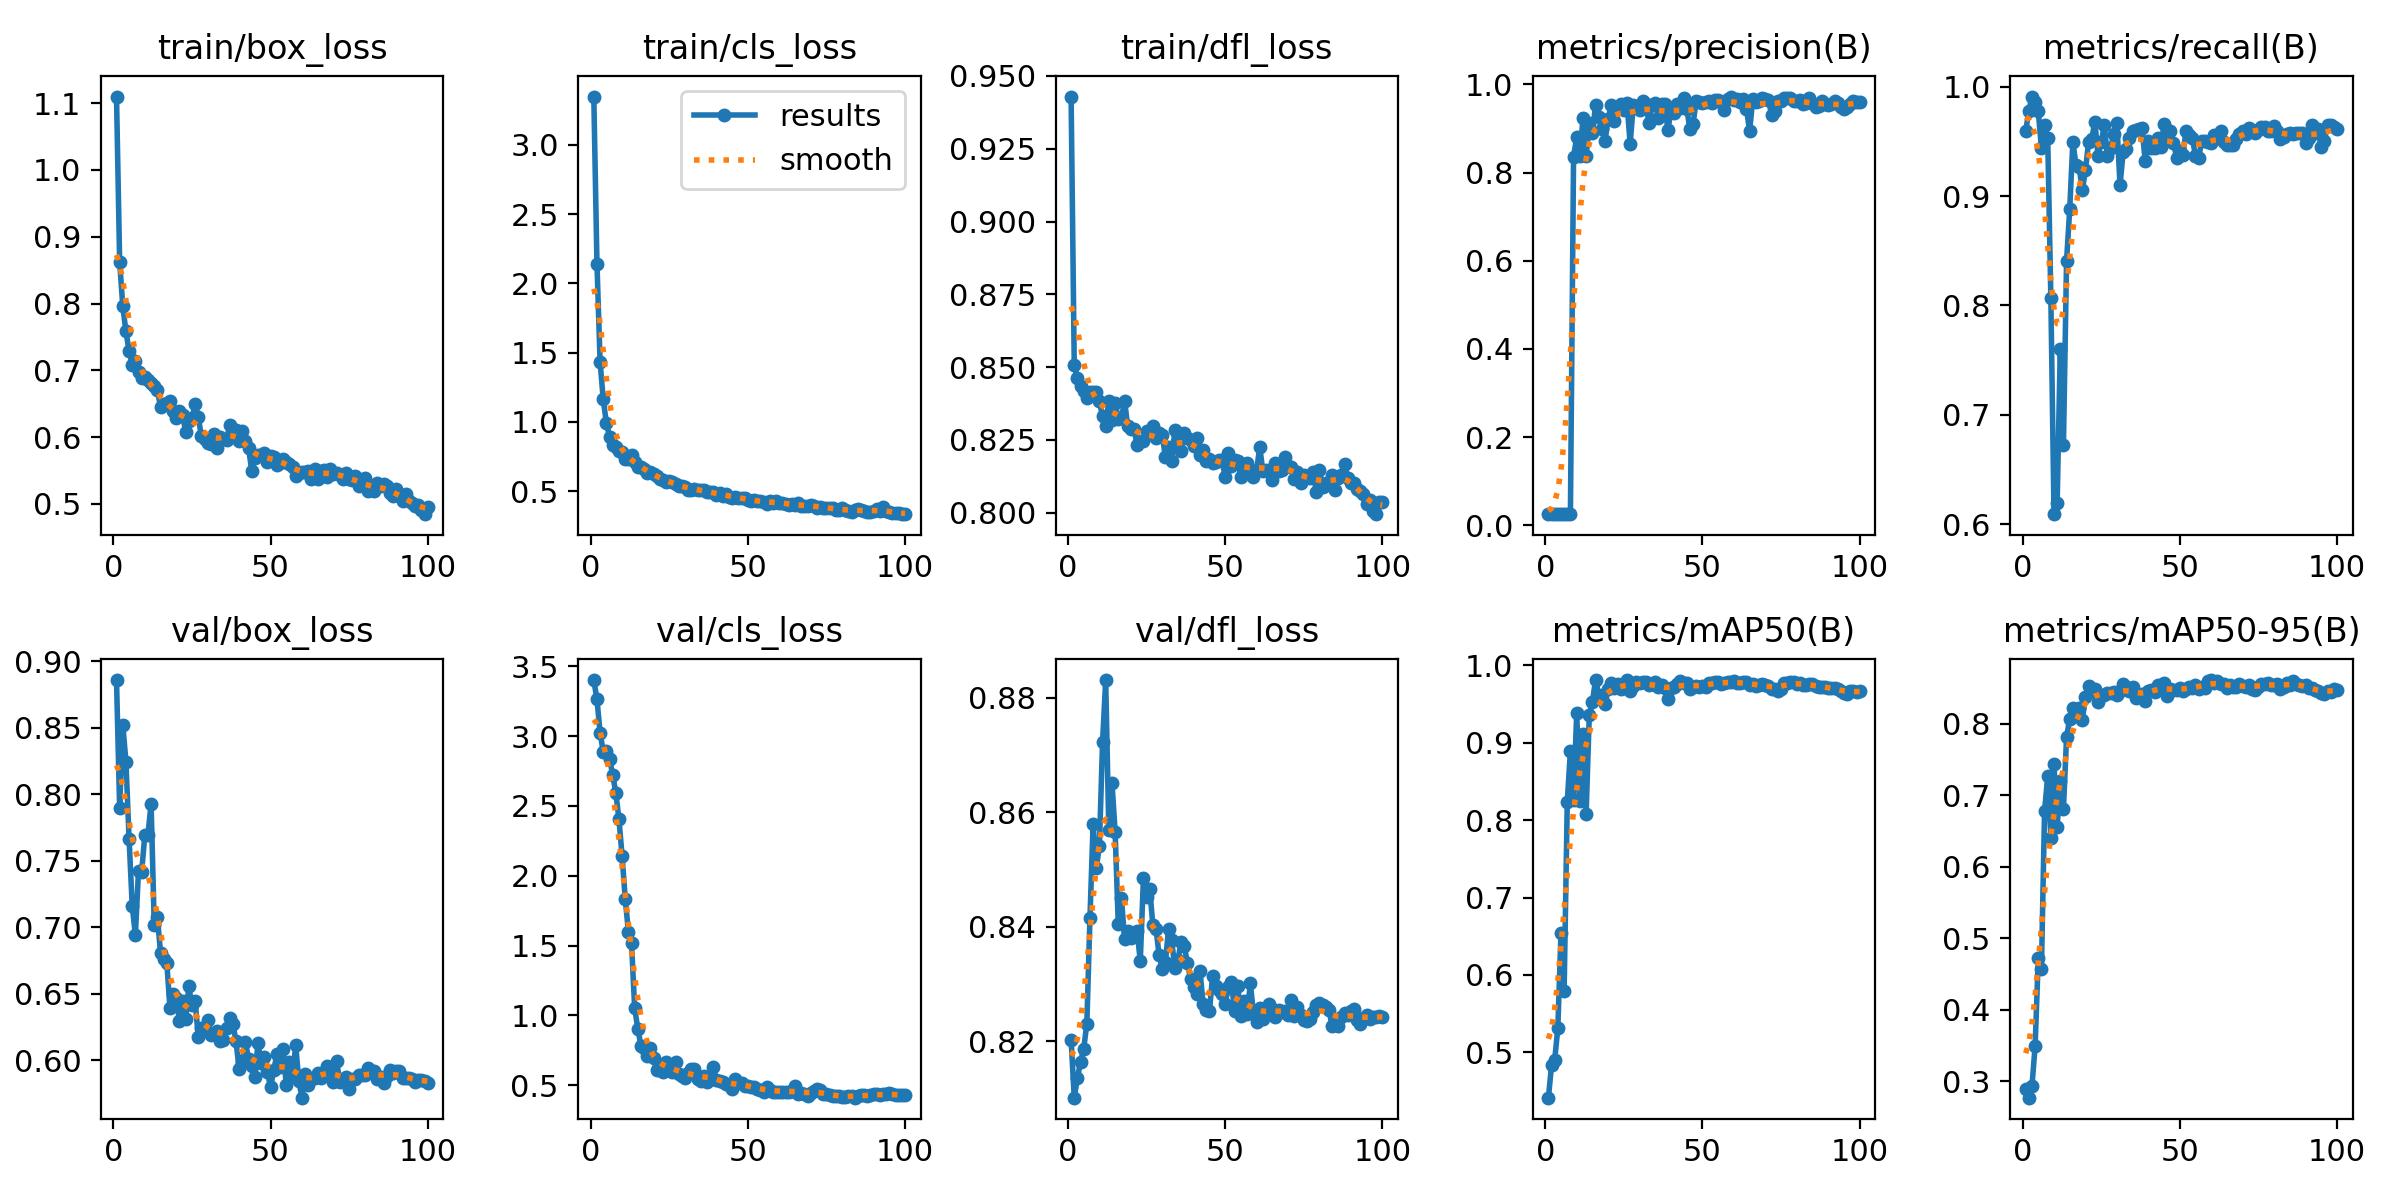 train/box_loss
train/cls_loss
train/dfl_loss
metrics/precision(B)
metrics/recall(B)
1.1
1.0
0.9
0.8
0.7
0.6
0.5
0 50 100
results
smooth
3.0
2.5
2.0
1.5
1.0
0.5
0 50 100
0.950
0.925
0.900
0.875
0.850
0.825
0.800
0 50 100
1.0
0.8
0.6
0.4
0.2
0.0
0 50 100
1.0
0.9
0.8
0.7
0.6
0 50 100
val/box_loss
val/cls_loss
val/dfl_loss
metrics/mAP50(B)
metrics/mAP50-95(B)
0.90
0.85
0.80
0.75
0.70
0.65
0.60
0 50 100
3.5
3.0
2.5
2.0
1.5
1.0
0.5
0 50 100
0.88
0.86
0.84
0.82
0 50 100
1.0
0.9
0.8
0.7
0.6
0.5
0 50 100
0.8
0.7
0.6
0.5
0.4
0.3
0 50 100